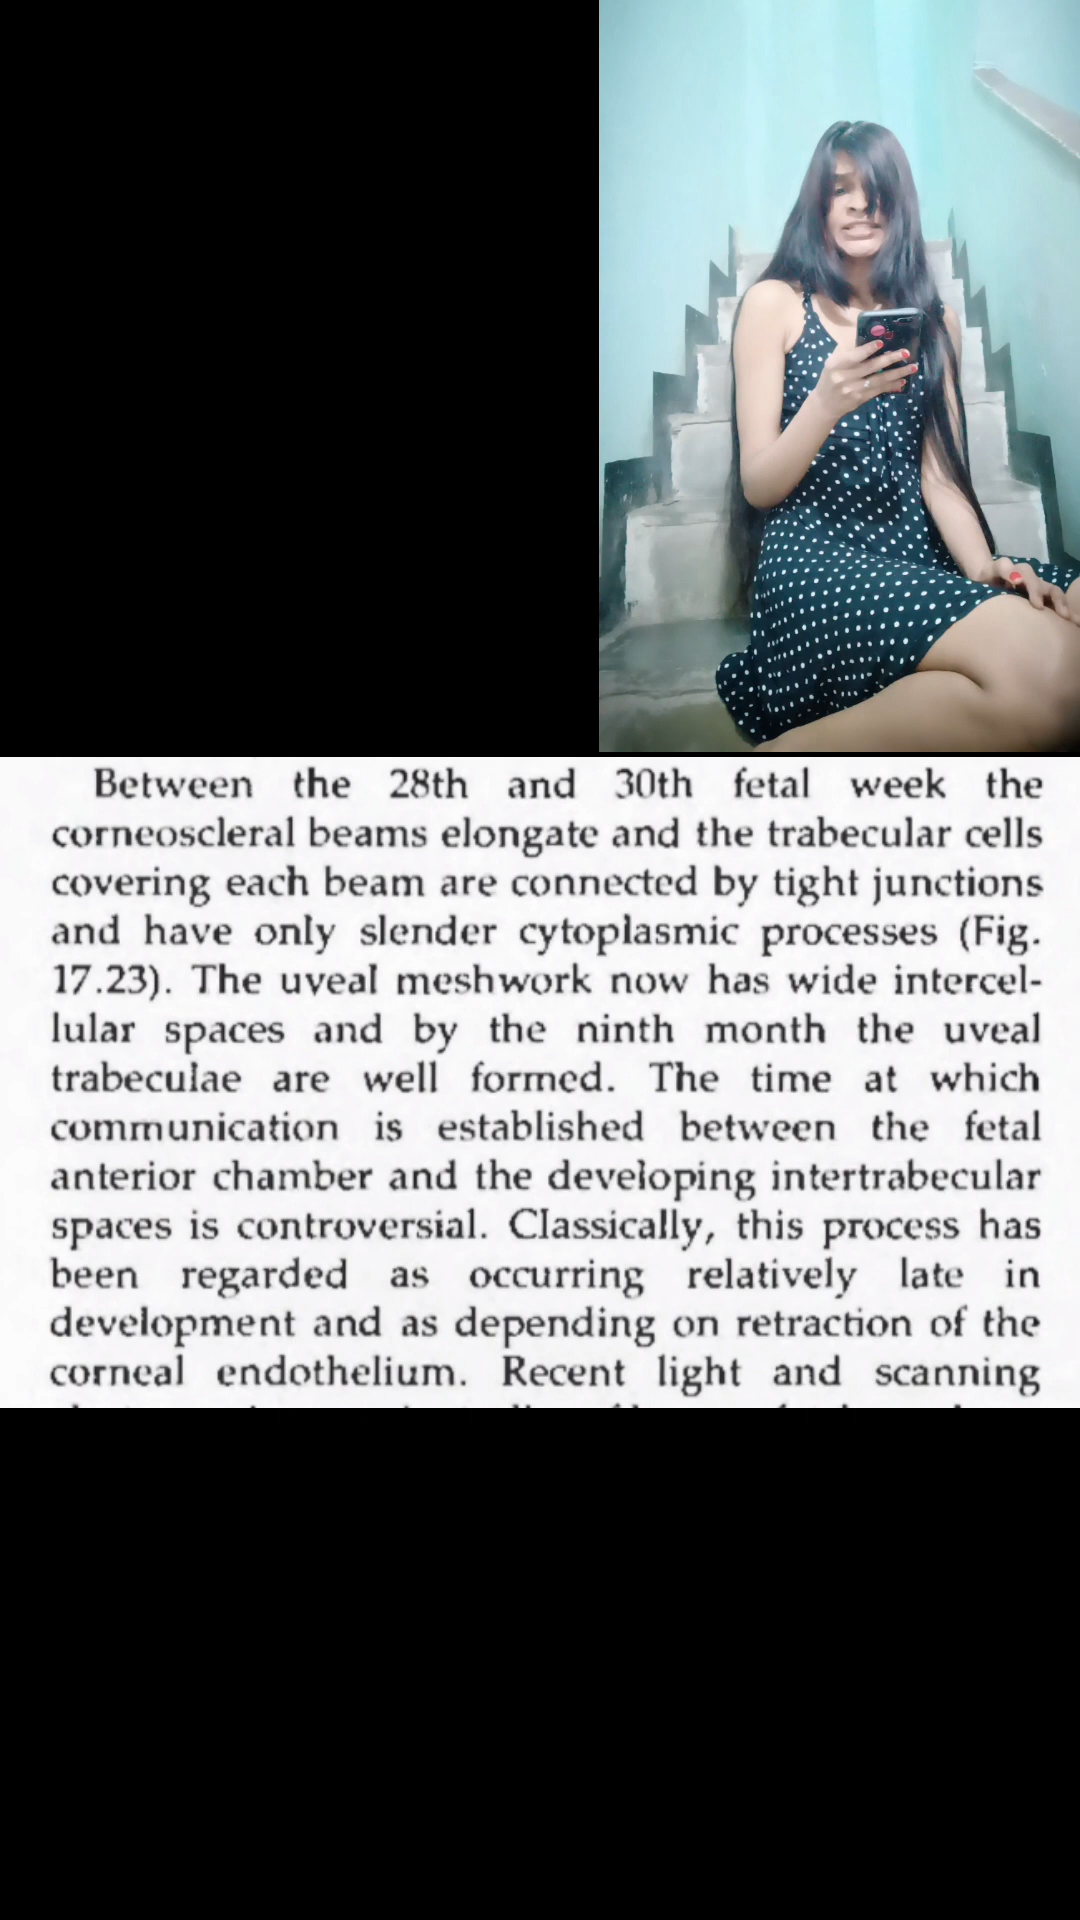 Between the 28th and 30th fetal week the
corneoscleral beams elongate and the trabecular cells
covering each beam are connected by tight junctions
and have only slender cytoplasmic processes (Fig.
17.23). The uveal meshwork now has wide intercel-
lular spaces and by the ninth month the uveal
trabeculae are well formed. The time at which
communication is established between the fetal
anterior chamber and the developing intertrabecular
spaces is controversial. Classically, this process has
been regarded as occurring relatively late in
development and as depending on retraction of the
corneal endothelium. Recent light and scanning